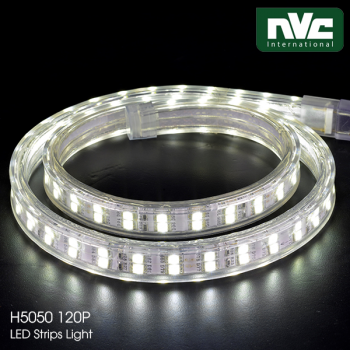 nvc
International
H5050 120P
LED Strips Light